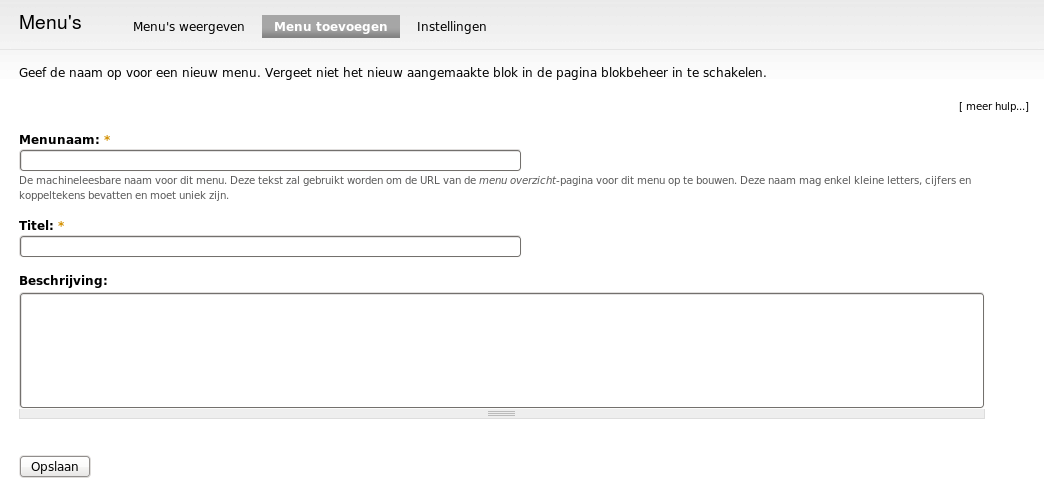 Menu's
Menu's weergeven
Menu toevoegen
Instellingen
Geef de naam op voor een nieuw menu. Vergeet niet het nieuw aangemaakte blok in de pagina blokbeheer in te schakelen.
[ meer hulp...]
Menunaam: *
De machineleesbare naam voor dit menu. Deze tekst zal gebruikt worden om de URL van de menu overzicht-pagina voor dit menu op te bouwen. Deze naam mag enkel kleine letters, cijfers en
koppeltekens bevatten en moet uniek zijn.
Titel: *
Beschrijving:
Opslaan